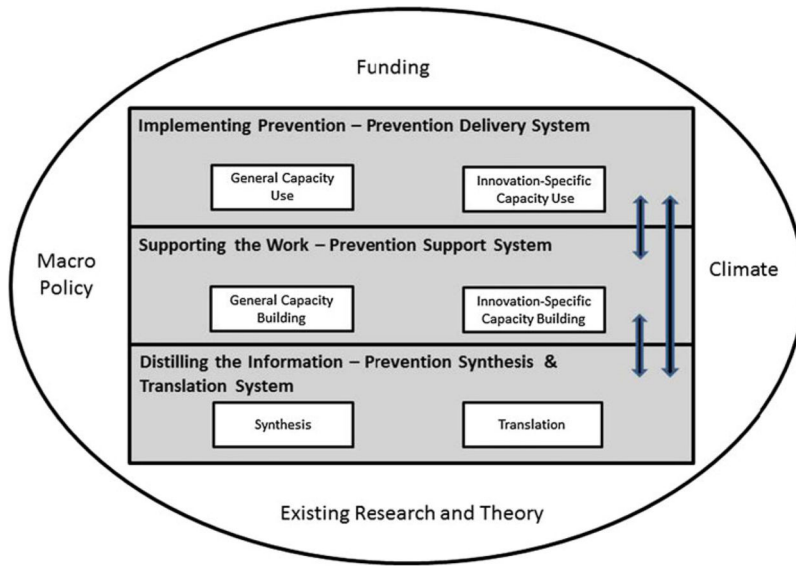 Funding
Implementing Prevention – Prevention Delivery System
General Capacity
Use
Innovation-Specific
Capacity Use
Macro
Policy
Supporting the Work – Prevention Support System
Climate
General Capacity
Building
Innovation-Specific
Capacity Building
Distilling the Information – Prevention Synthesis &
Translation System
Synthesis
Translation
Existing Research and Theory